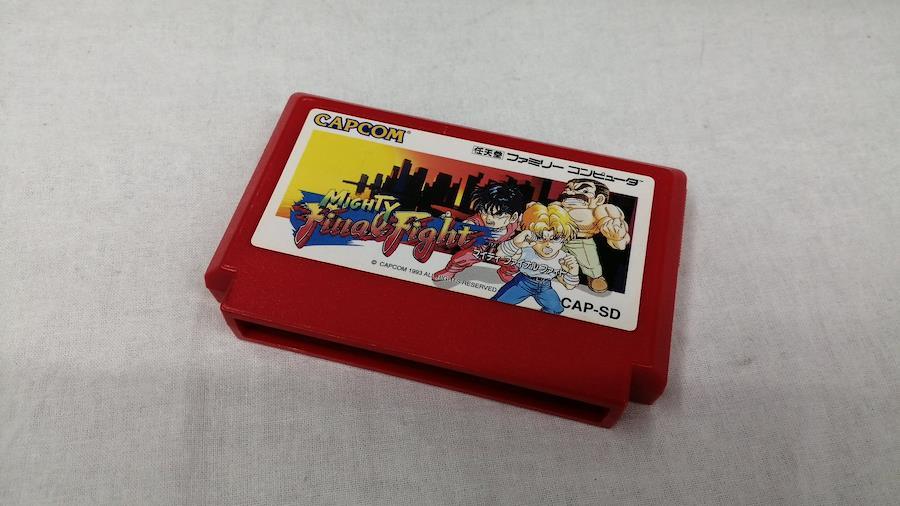 CAPCOM®
任天堂 ファミリー コンピュータ™
MIGHTY
Final Fight
マイティファイナルファイト
© CAPCOM 1993 ALL RIGHTS RESERVED
CAP-SD